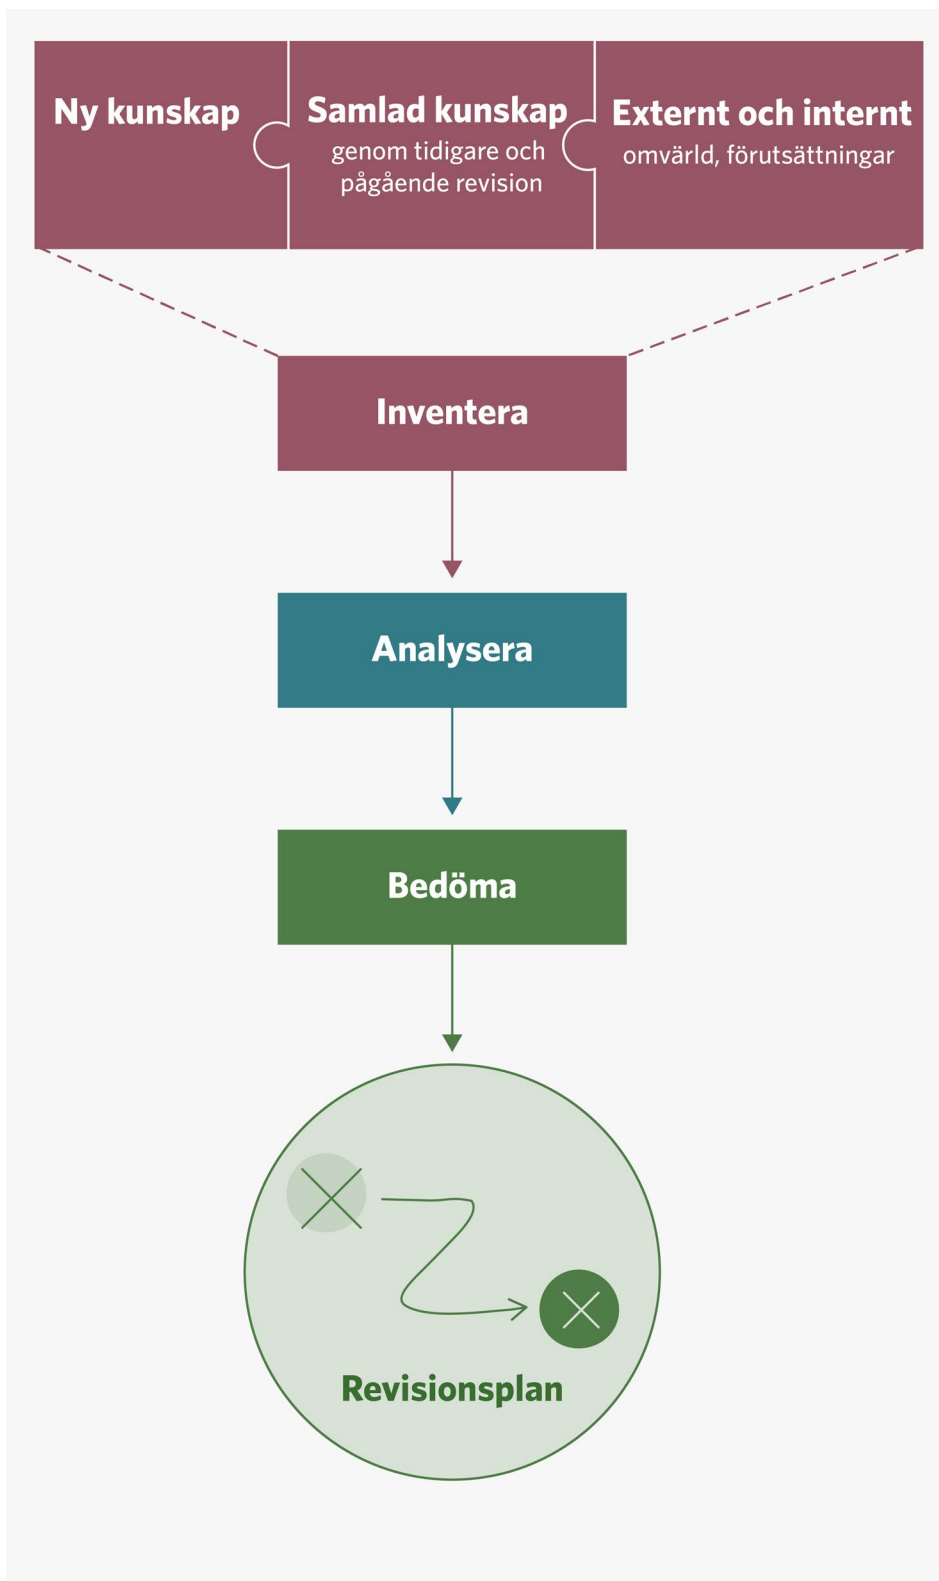 Ny kunskap
Samlad kunskap
genom tidigare och
pågående revision
Externt och internt
omvärld, förutsättningar
Inventera
Analysera
Bedöma
Revisionsplan